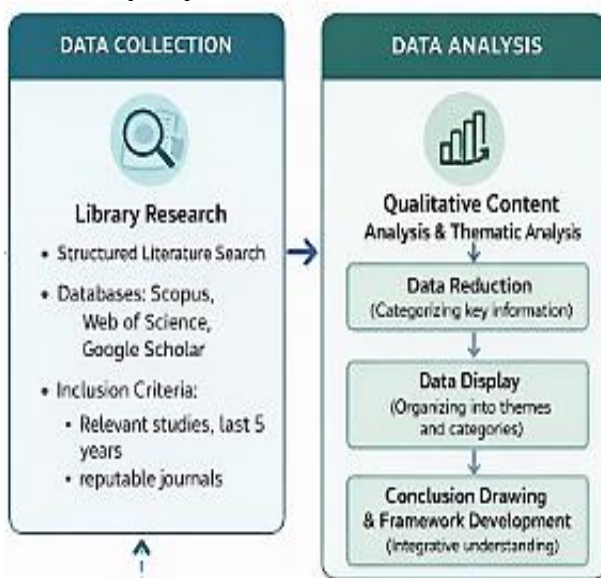 DATA COLLECTION
Library Research
• Structured Literature Search
• Databases: Scopus,
Web of Science,
Google Scholar
• Inclusion Criteria:
• Relevant studies, last 5
years
• reputable journals
DATA ANALYSIS
Qualitative Content
Analysis & Thematic Analysis
Data Reduction
(Categorizing key information)
Data Display
(Organizing into themes
and categories)
Conclusion Drawing
& Framework Development
(Integrative understanding)